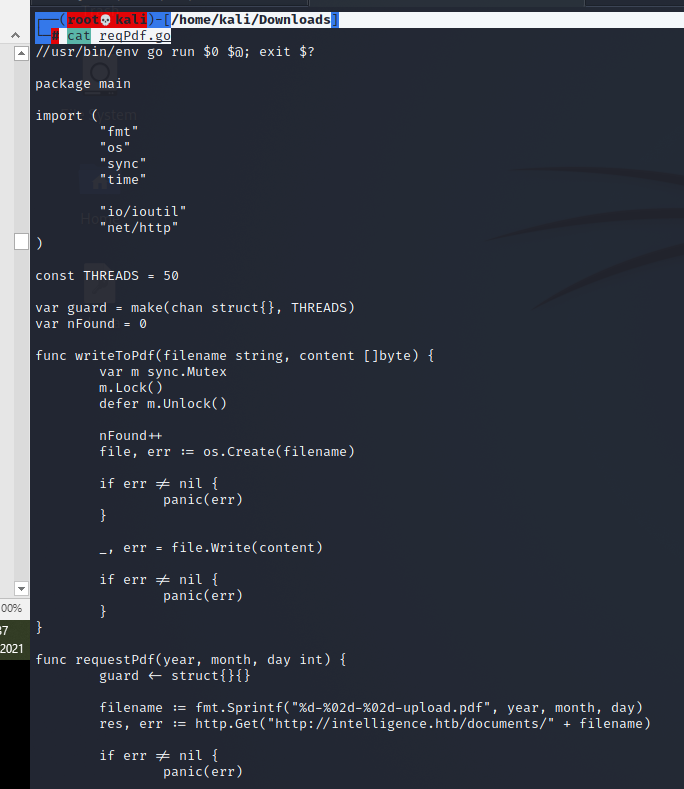 ┌──(root💀kali)-[/home/kali/Downloads]
└─# cat reqPdf.go
//usr/bin/env go run $0 $@; exit $?

package main

import (
        "fmt"
        "os"
        "sync"
        "time"

        "io/ioutil"
        "net/http"
)

const THREADS = 50

var guard = make(chan struct{}, THREADS)
var nFound = 0

func writeToPdf(filename string, content []byte) {
        var m sync.Mutex
        m.Lock()
        defer m.Unlock()

        nFound++
        file, err := os.Create(filename)

        if err != nil {
                panic(err)
        }

        _, err = file.Write(content)

        if err != nil {
                panic(err)
        }
}

func requestPdf(year, month, day int) {
        guard <- struct{}{}

        filename := fmt.Sprintf("%d-%02d-%02d-upload.pdf", year, month, day)
        res, err := http.Get("http://intelligence.htb/documents/" + filename)

        if err != nil {
                panic(err)
00%
37
2021